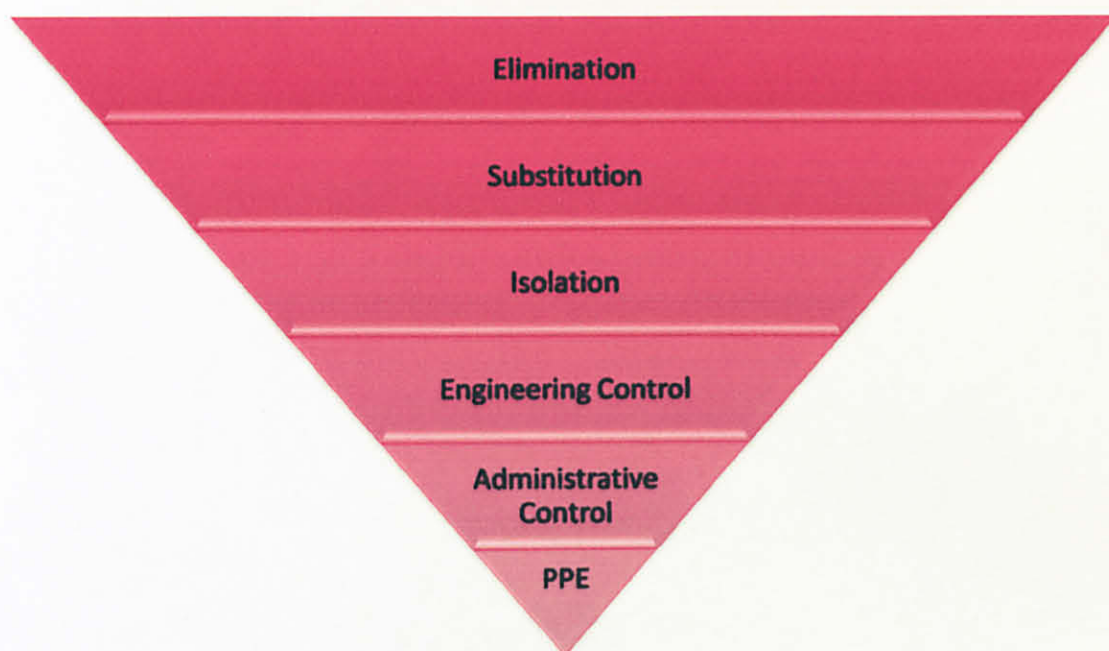 Elimination
Substitution
Isolation
Engineering Control
Administrative
Control
PPE